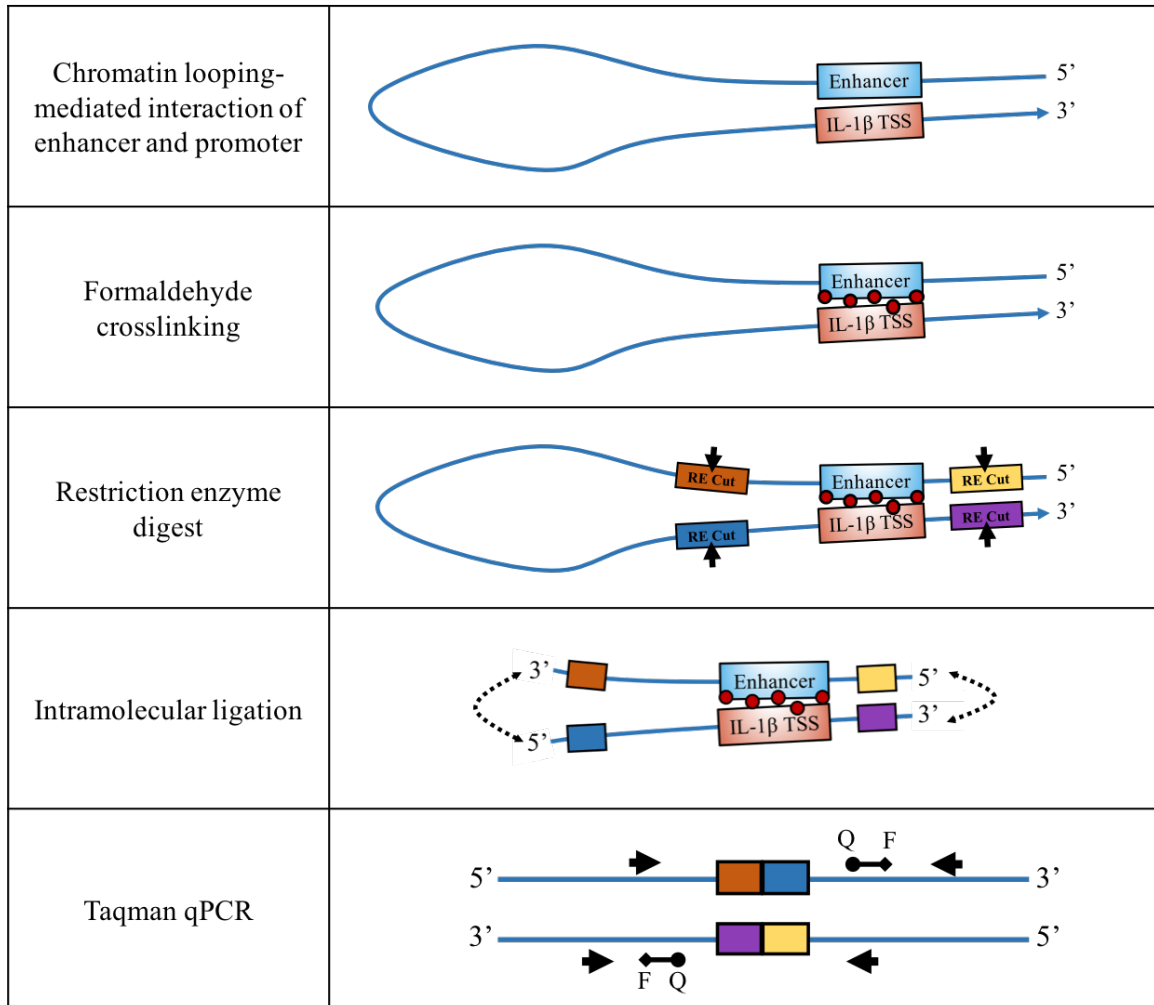 Chromatin looping-
mediated interaction of
enhancer and promoter
Enhancer
5’
IL-1β TSS
3’
Formaldehyde
crosslinking
Enhancer
5’
IL-1β TSS
3’
Restriction enzyme
digest
RE Cut
Enhancer
RE Cut
5’
RE Cut
IL-1β TSS
RE Cut
3’
Intramolecular ligation
3’
Enhancer
5’
5’
IL-1β TSS
3’
Taqman qPCR
Q F
5’
3’
3’
5’
F Q